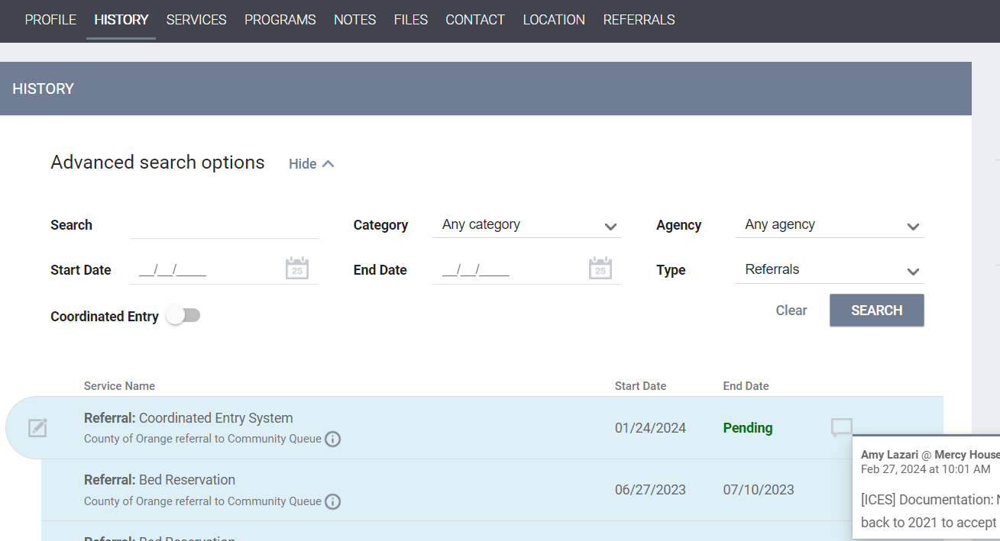 PROFILE HISTORY SERVICES PROGRAMS NOTES FILES CONTACT LOCATION REFERRALS
HISTORY
Advanced search options Hide
Search Category Any category Agency Any agency
Start Date __/__/____ 25 End Date __/__/____ 25 Type Referrals
Coordinated Entry Clear SEARCH
Service Name Start Date End Date
Referral: Coordinated Entry System
County of Orange referral to Community Queue
01/24/2024 Pending
Amy Lazari @ Mercy House
Feb 27, 2024 at 10:01 AM
[ICES] Documentation: N
back to 2021 to accept
Referral: Bed Reservation
County of Orange referral to Community Queue
06/27/2023 07/10/2023
Referral: Bed Reservation